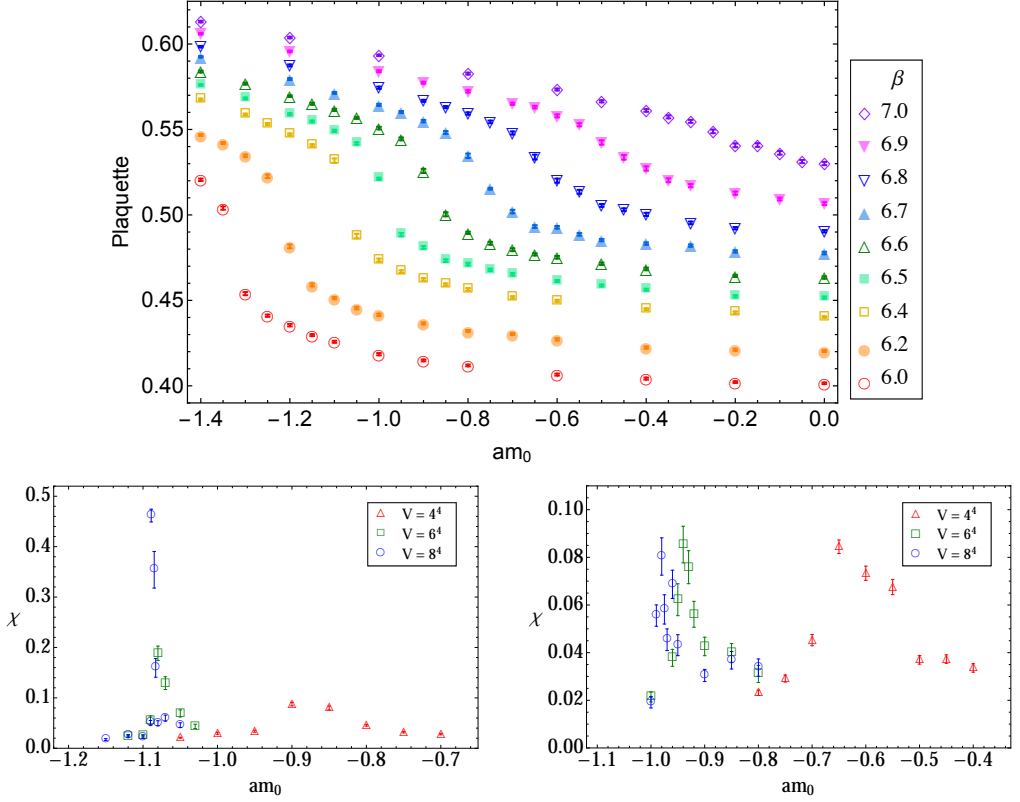 Plaquette
0.60
0.55
0.50
0.45
0.40
−1.4 −1.2 −1.0 −0.8 −0.6 −0.4 −0.2 0.0
am0
β
7.0
6.9
6.8
6.7
6.6
6.5
6.4
6.2
6.0
χ
0.5
0.4
0.3
0.2
0.1
0.0
−1.2 −1.1 −1.0 −0.9 −0.8 −0.7
am0
V = 4⁴
V = 6⁴
V = 8⁴
χ
0.10
0.08
0.06
0.04
0.02
0.00
−1.1 −1.0 −0.9 −0.8 −0.7 −0.6 −0.5 −0.4
am0
V = 4⁴
V = 6⁴
V = 8⁴